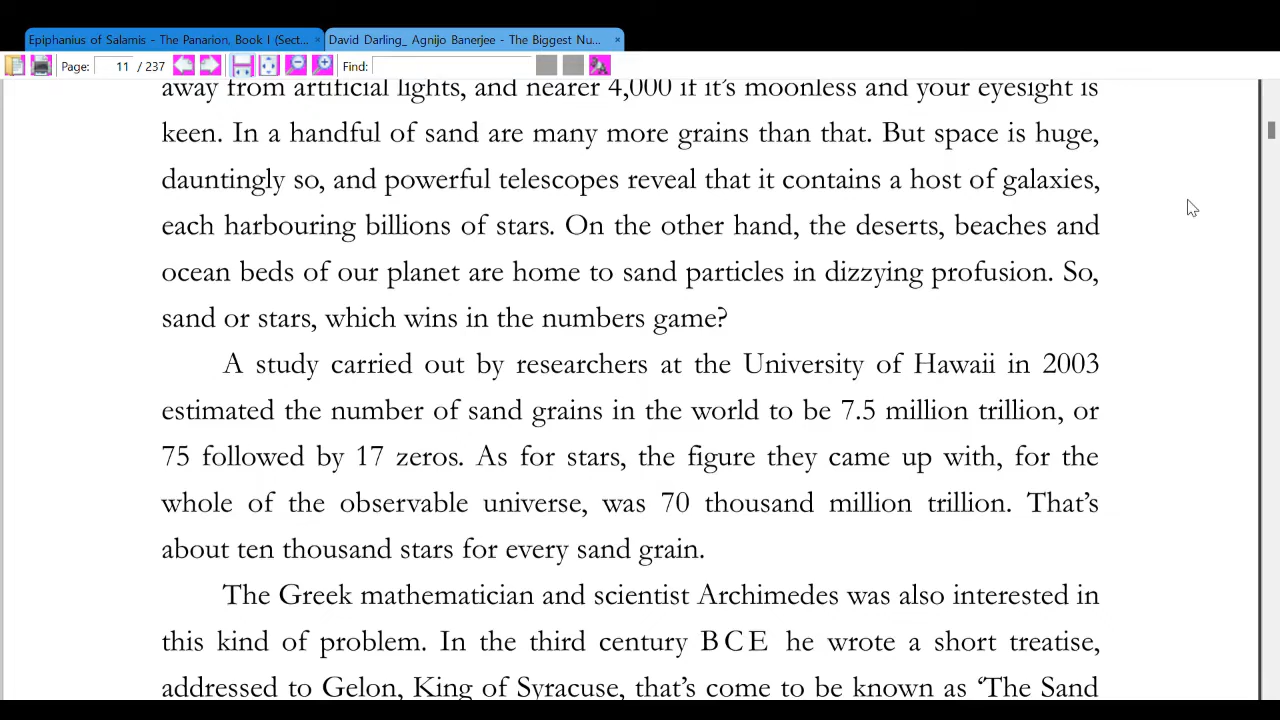 Epiphanius of Salamis - The Panarion, Book I (Sect... ×
David Darling_ Agnijo Banerjee - The Biggest Nu... ×
Page: 11 / 237 Find:
away from artificial lights, and nearer 4,000 if it's moonless and your eyesight is
keen. In a handful of sand are many more grains than that. But space is huge,
dauntingly so, and powerful telescopes reveal that it contains a host of galaxies,
each harbouring billions of stars. On the other hand, the deserts, beaches and
ocean beds of our planet are home to sand particles in dizzying profusion. So,
sand or stars, which wins in the numbers game?
A study carried out by researchers at the University of Hawaii in 2003
estimated the number of sand grains in the world to be 7.5 million trillion, or
75 followed by 17 zeros. As for stars, the figure they came up with, for the
whole of the observable universe, was 70 thousand million trillion. That's
about ten thousand stars for every sand grain.
The Greek mathematician and scientist Archimedes was also interested in
this kind of problem. In the third century BCE he wrote a short treatise,
addressed to Gelon, King of Syracuse, that's come to be known as 'The Sand